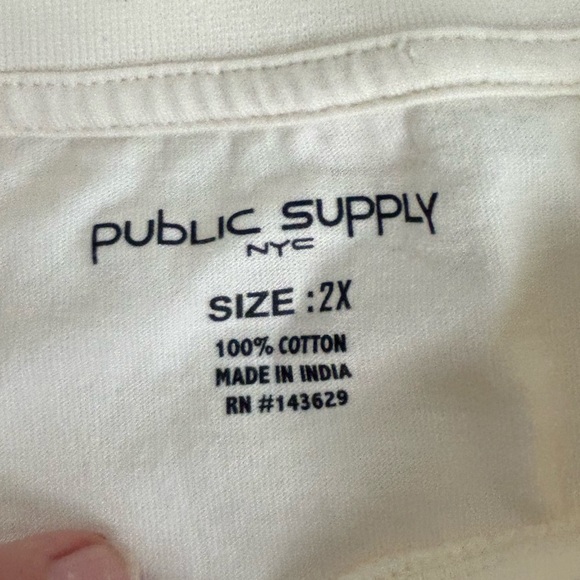 PUBLIC SUPPLY
NYC
SIZE :2X
100% COTTON
MADE IN INDIA
RN #143629